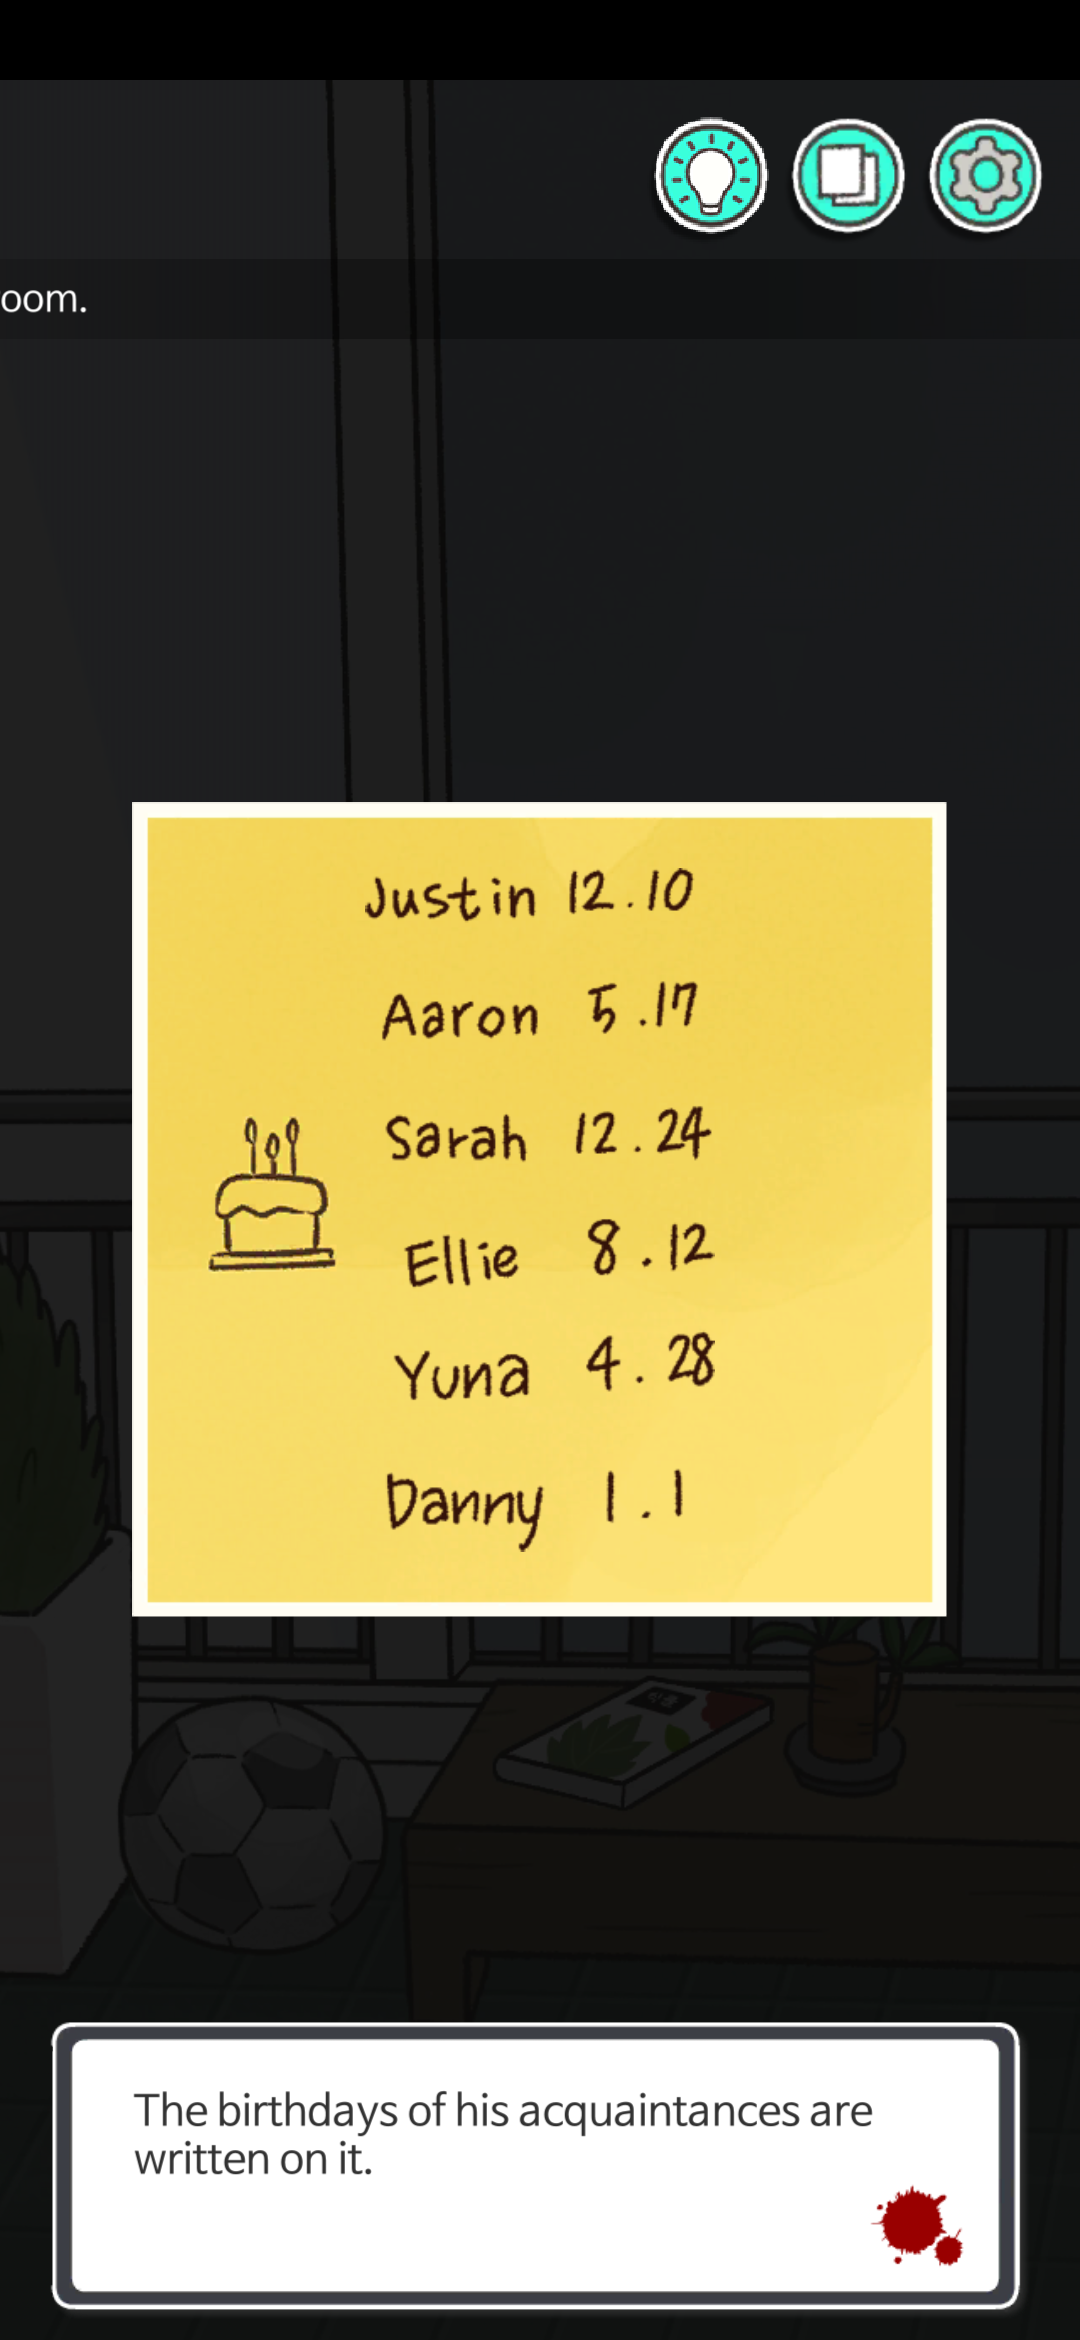 oom.
Justin 12.10
Aaron 5.17
Sarah 12.24
Ellie 8.12
Yuna 4.28
Danny 1.1
The birthdays of his acquaintances are
written on it.